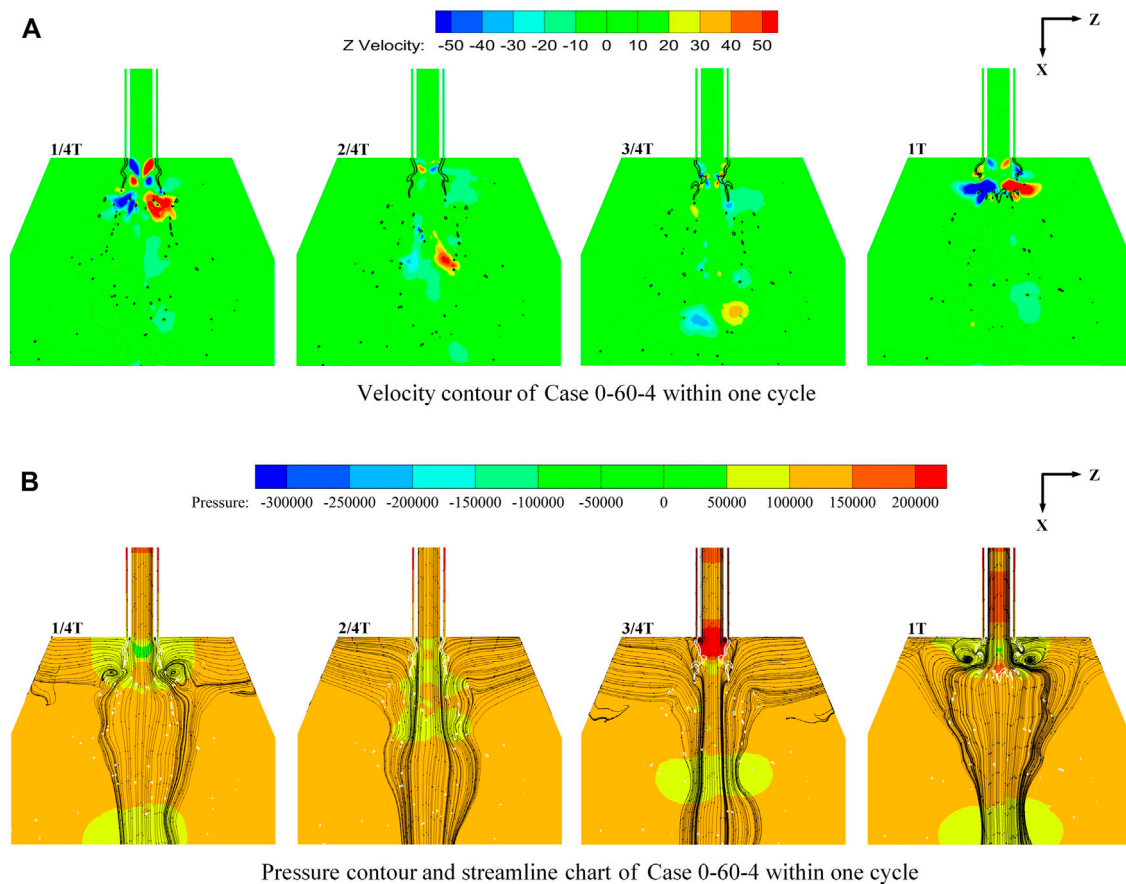 A
Z Velocity: -50 -40 -30 -20 -10 0 10 20 30 40 50
Z
X
1/4T 2/4T 3/4T 1T
Velocity contour of Case 0-60-4 within one cycle
B
Pressure: -300000 -250000 -200000 -150000 -100000 -50000 0 50000 100000 150000 200000
Z
X
1/4T 2/4T 3/4T 1T
Pressure contour and streamline chart of Case 0-60-4 within one cycle